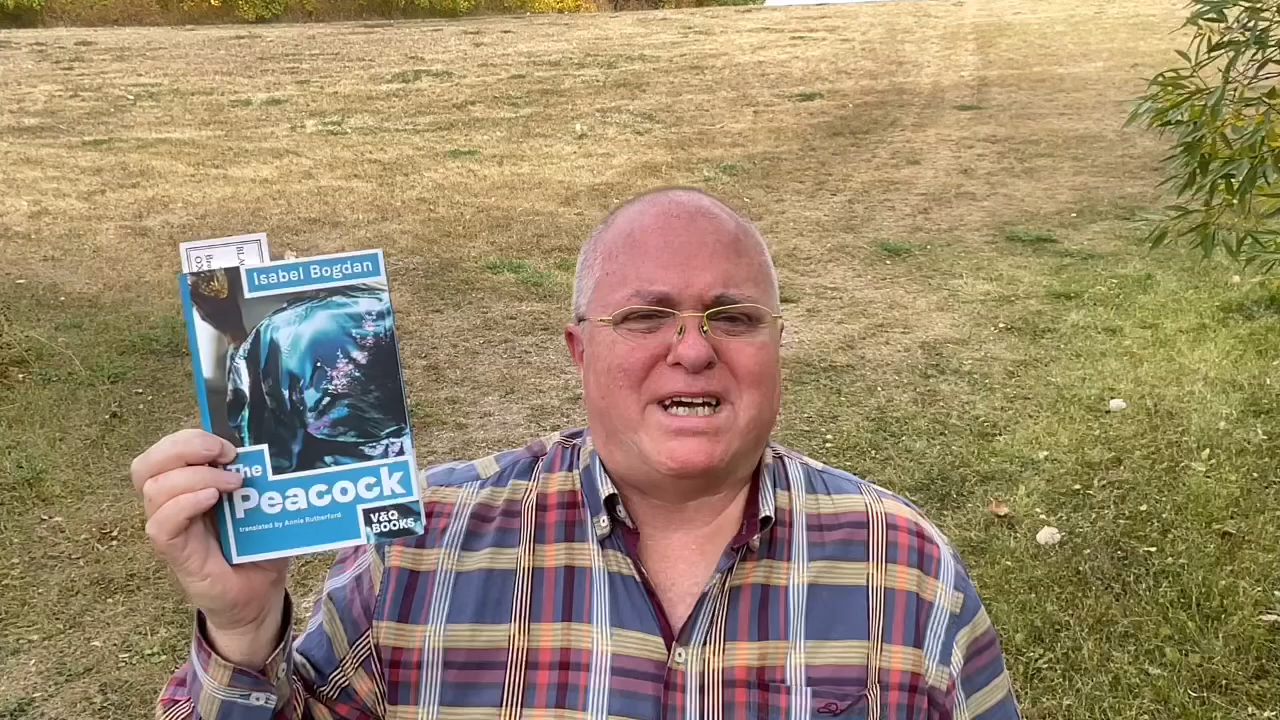 Isabel Bogdan
The
Peacock
translated by Annie Rutherford
V&Q
BOOKS